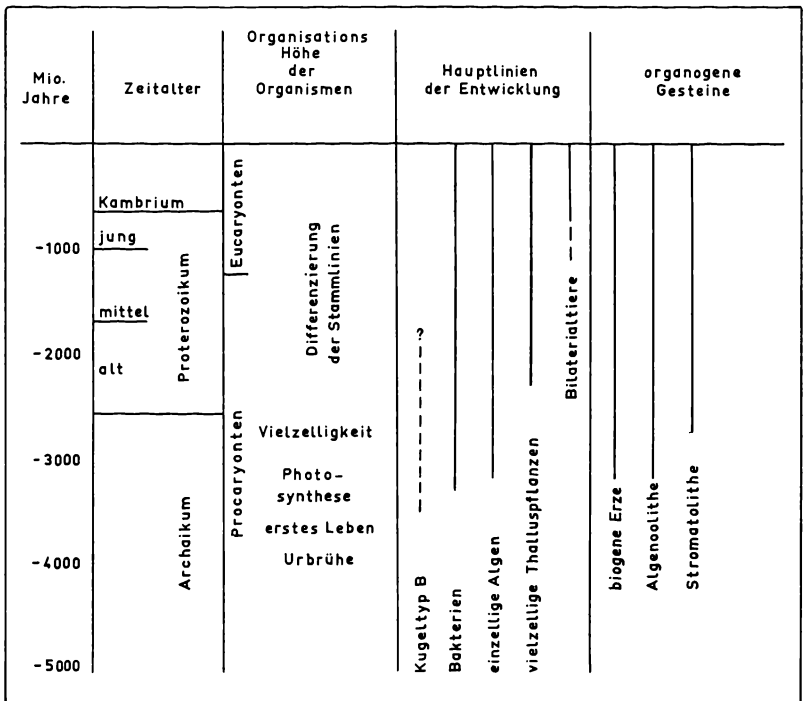 Mio.
Jahre
Zeitalter
Organisations
Höhe
der
Organismen
Hauptlinien
der Entwicklung
organogene
Gesteine
-1000
-2000
-3000
-4000
-5000
Kambrium
jung
mittel
alt
Proterozoikum
Archaikum
Eucaryonten
Procaryonten
Differenzierung
der Stammlinien
Vielzelligkeit
Photo-
synthese
erstes Leben
Urbrühe
?
Kugeltyp B
Bakterien
einzellige Algen
vielzellige Thalluspflanzen
Bilaterialtiere
biogene Erze
Algenoolithe
Stromatolithe